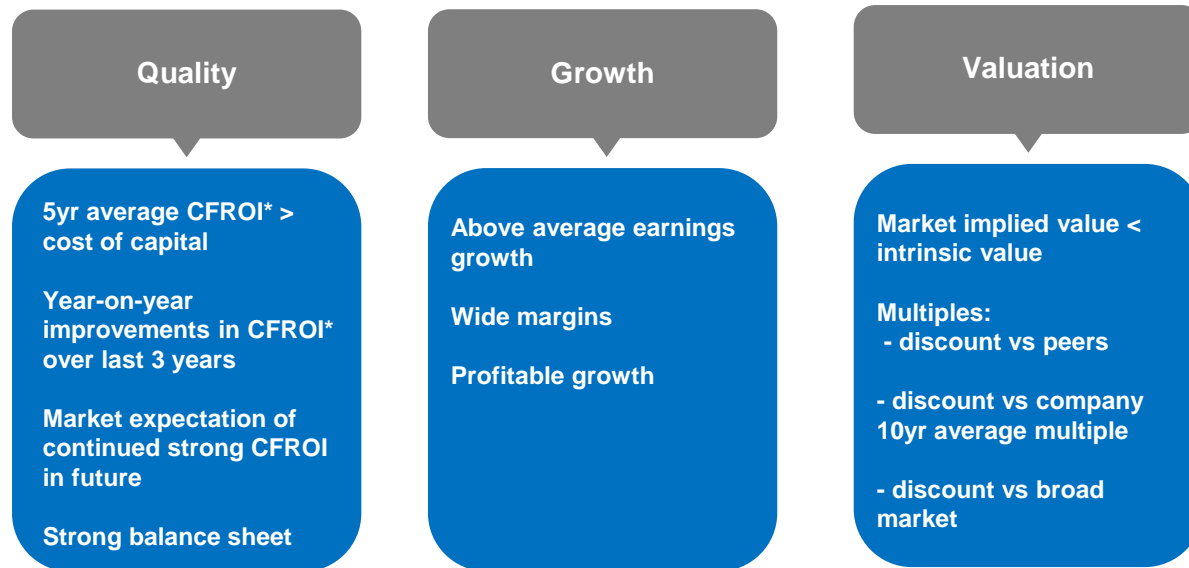 Quality
5yr average CFROI* >
cost of capital
Year-on-year
improvements in CFROI*
over last 3 years
Market expectation of
continued strong CFROI
in future
Strong balance sheet
Growth
Above average earnings
growth
Wide margins
Profitable growth
Valuation
Market implied value <
intrinsic value
Multiples:
- discount vs peers
- discount vs company
10yr average multiple
- discount vs broad
market